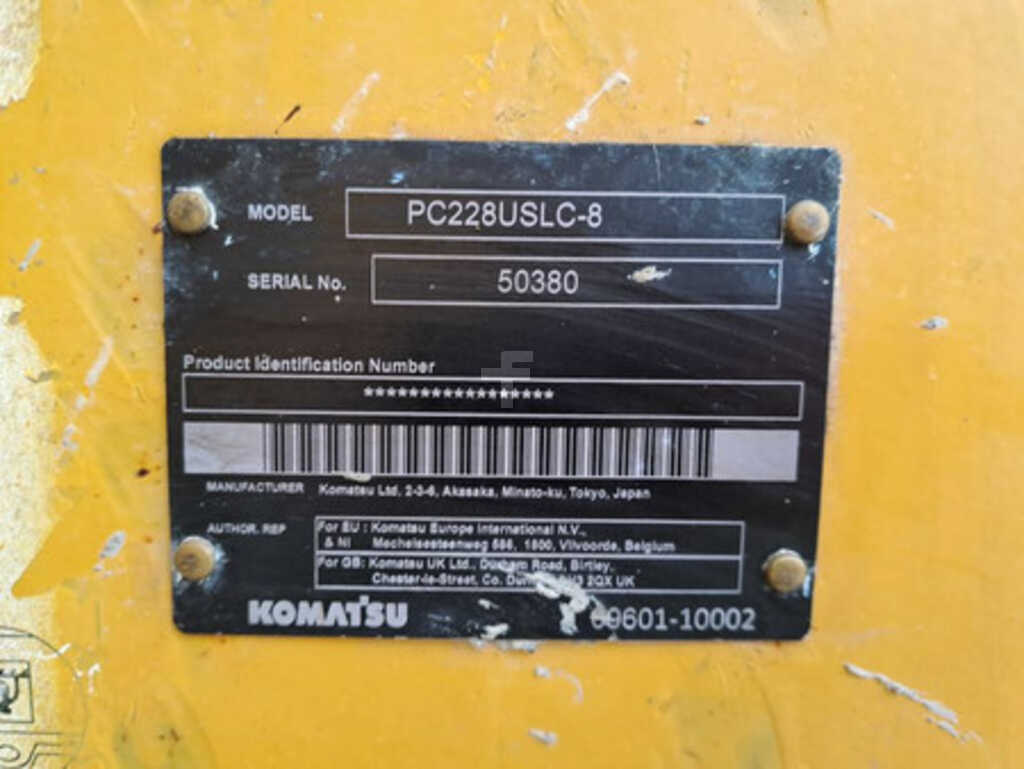 MODEL PC228USLC-8
SERIAL No. 50380
Product Identification Number
*****************
MANUFACTURER Komatsu Ltd. 2-3-6, Akasaka, Minato-ku, Tokyo, Japan
AUTHOR. REP For EU : Komatsu Europe International N.V.,
& NI Mechelsesteenweg 586, 1800, Vilvoorde, Belgium
For GB: Komatsu UK Ltd., Durham Road, Birtley,
Chester-le-Street, Co. 2QX UK
KOMATSU 09601-10002